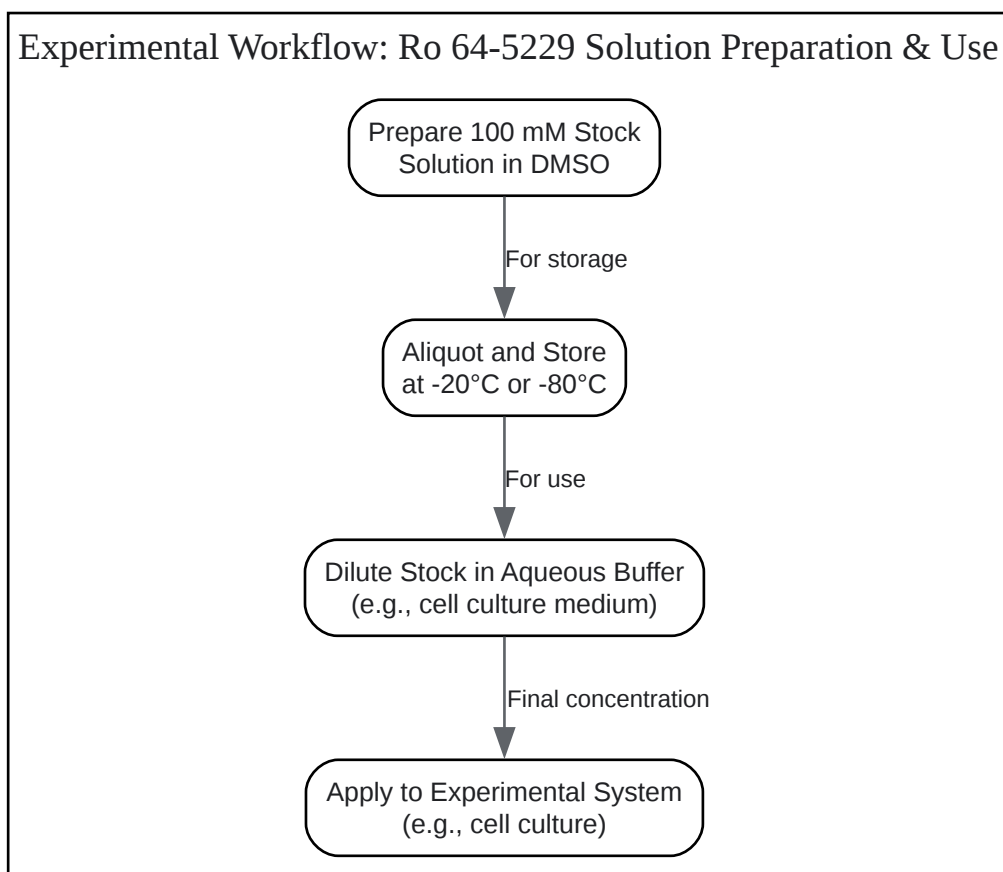 Experimental Workflow: Ro 64-5229 Solution Preparation & Use
Prepare 100 mM Stock
Solution in DMSO
For storage
Aliquot and Store
at -20°C or -80°C
For use
Dilute Stock in Aqueous Buffer
(e.g., cell culture medium)
Final concentration
Apply to Experimental System
(e.g., cell culture)